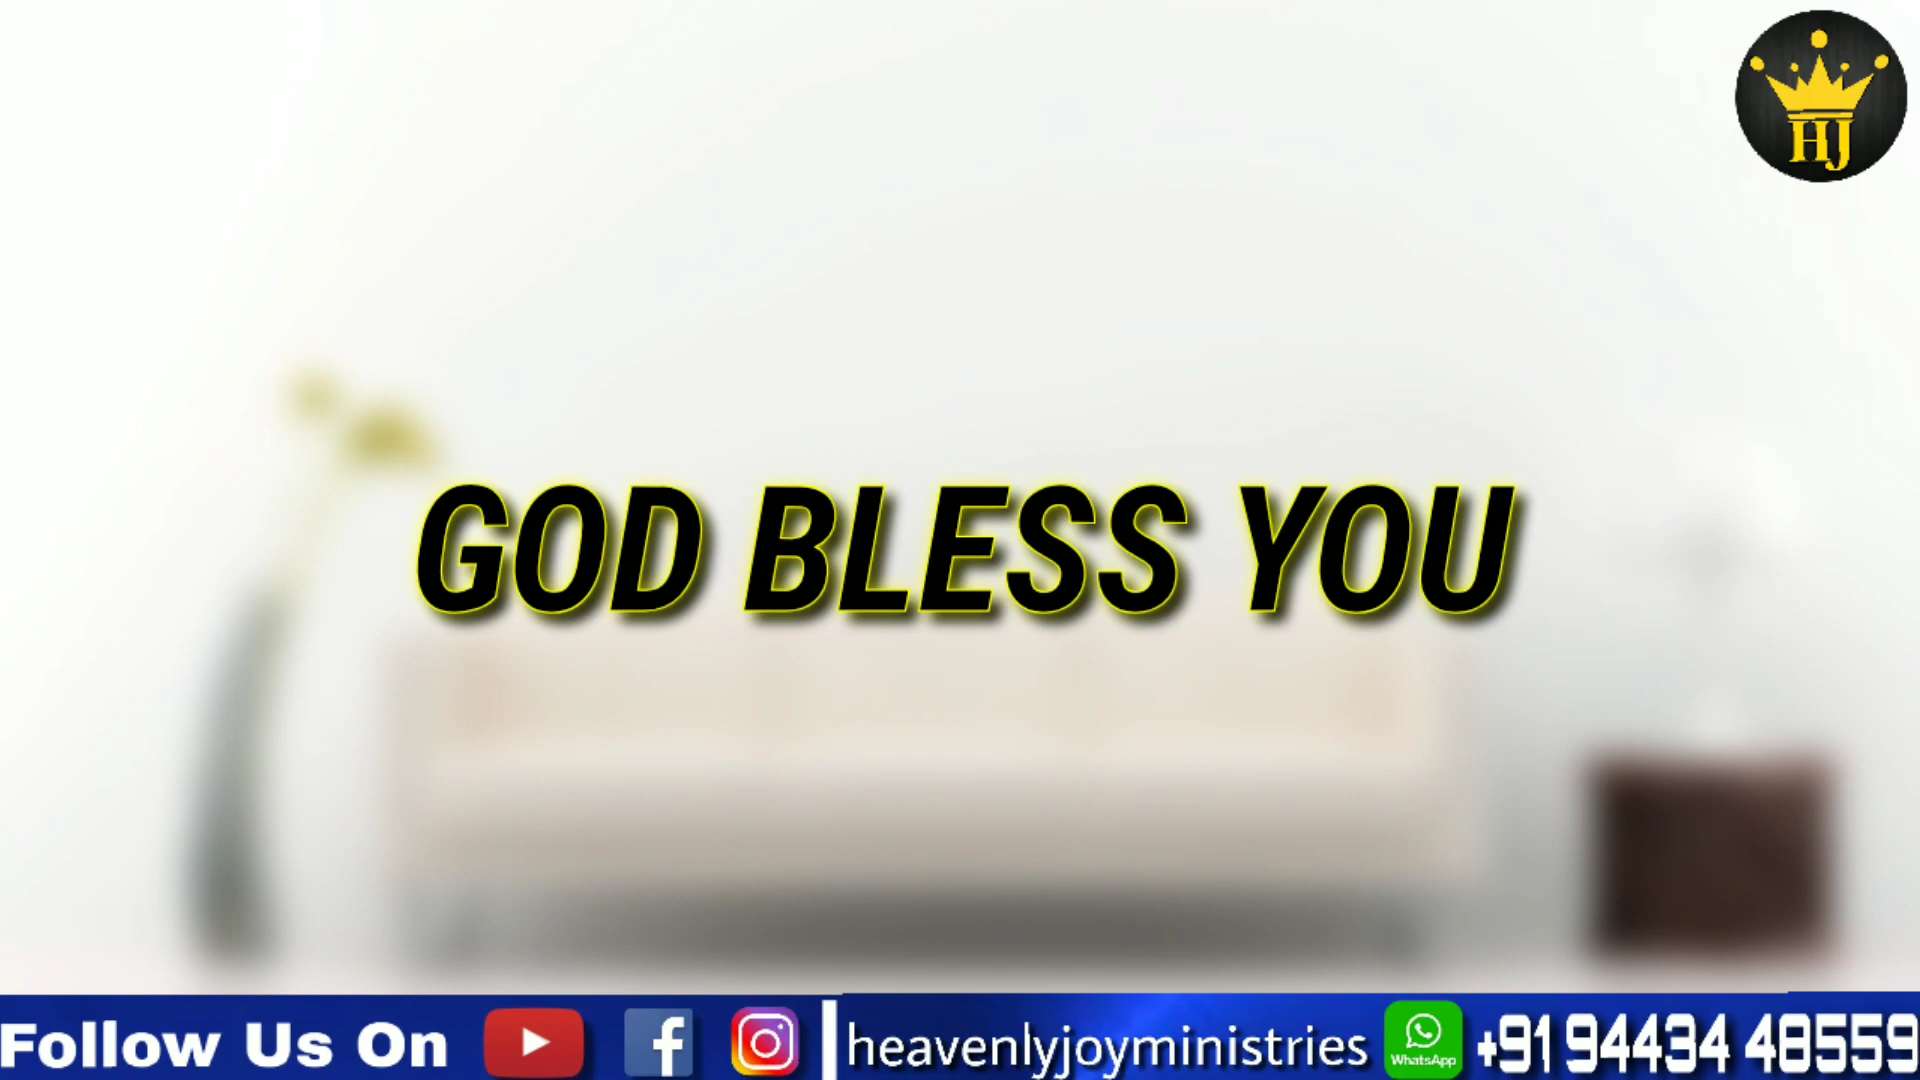 HJ
GOD BLESS YOU
Follow Us On heavenlyjoyministries WhatsApp +91 94434 48559